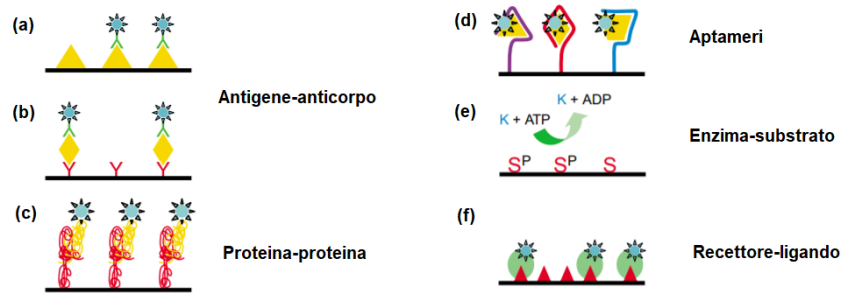 (a)
Antigene-anticorpo
(b)
(c)
Proteina-proteina
(d)
Aptameri
(e)
K + ATP
K + ADP
Enzima-substrato
S^P S^P S
(f)
Recettore-ligando